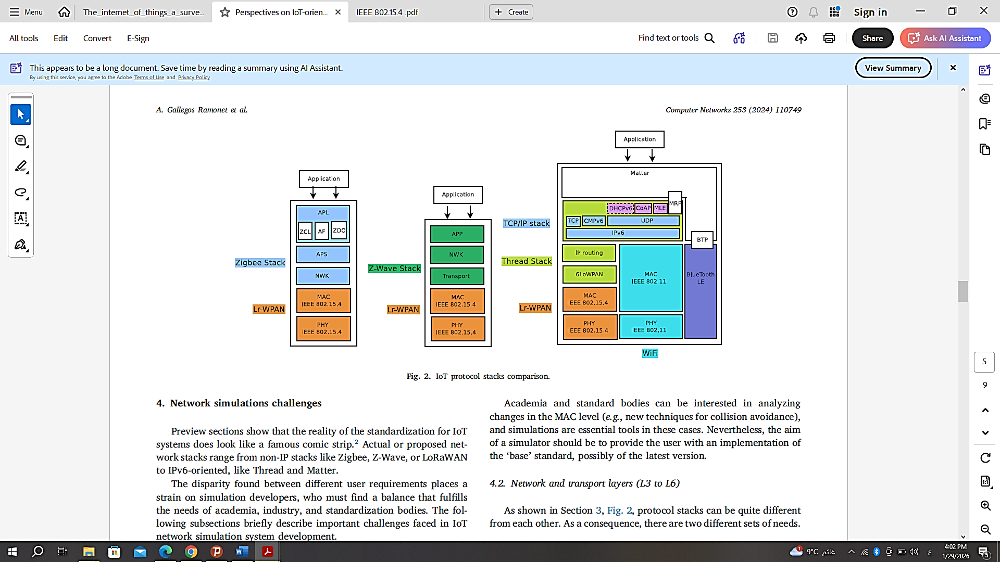 Menu
The_internet_of_things_a_surve...
Perspectives on IoT-orien...
IEEE 802.15.4 .pdf
Create
Sign in
All tools
Edit
Convert
E-Sign
Find text or tools
Share
Ask AI Assistant
This appears to be a long document. Save time by reading a summary using AI Assistant.
By using this service, you agree to the Adobe Terms of Use and Privacy Policy
View Summary
A. Gallegos Ramonet et al.
Computer Networks 253 (2024) 110749
Application
APL
ZCL
AF
ZDO
APS
NWK
MAC
IEEE 802.15.4
PHY
IEEE 802.15.4
Zigbee Stack
Lr-WPAN
Application
APP
NWK
Transport
MAC
IEEE 802.15.4
PHY
IEEE 802.15.4
Z-Wave Stack
Lr-WPAN
Application
Matter
MRP
DHCPv6
CoAP
MLE
TCP
ICMPv6
UDP
IPv6
BTP
IP routing
6LoWPAN
MAC
IEEE 802.15.4
PHY
IEEE 802.15.4
MAC
IEEE 802.11
PHY
IEEE 802.11
BlueTooth
LE
TCP/IP stack
Thread Stack
Lr-WPAN
WiFi
Fig. 2. IoT protocol stacks comparison.
4. Network simulations challenges
Preview sections show that the reality of the standardization for IoT
systems does look like a famous comic strip.2 Actual or proposed net-
work stacks range from non-IP stacks like Zigbee, Z-Wave, or LoRaWAN
to IPv6-oriented, like Thread and Matter.
The disparity found between different user requirements places a
strain on simulation developers, who must find a balance that fulfills
the needs of academia, industry, and standardization bodies. The fol-
lowing subsections briefly describe important challenges faced in IoT
network simulation system development.
Academia and standard bodies can be interested in analyzing
changes in the MAC level (e.g., new techniques for collision avoidance),
and simulations are essential tools in these cases. Nevertheless, the aim
of a simulator should be to provide the user with an implementation of
the ‘base’ standard, possibly of the latest version.
4.2. Network and transport layers (L3 to L6)
As shown in Section 3, Fig. 2, protocol stacks can be quite different
from each other. As a consequence, there are two different sets of needs.
5
9
1:1
1
9°C
غائم
ع
4:02 PM
1/29/2026
5